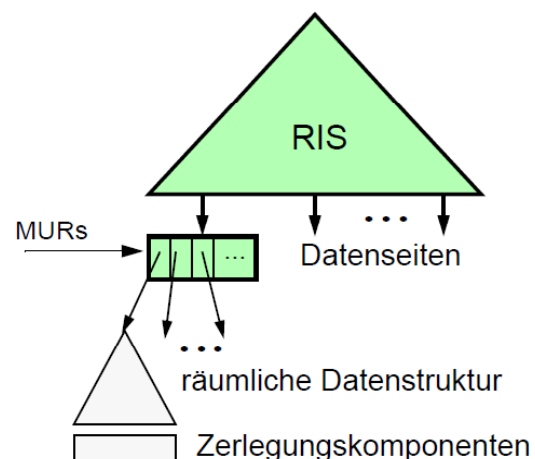 RIS
...
MURs
Datenseiten
...
...
räumliche Datenstruktur
Zerlegungskomponenten